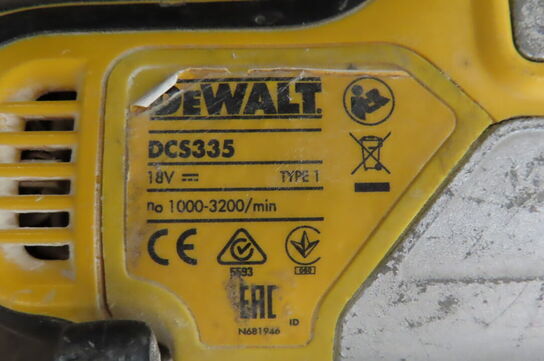 DEWALT
DCS335
18V TYPE 1
n₀ 1000-3200/min
CE
5593
EAC
N681946 ID